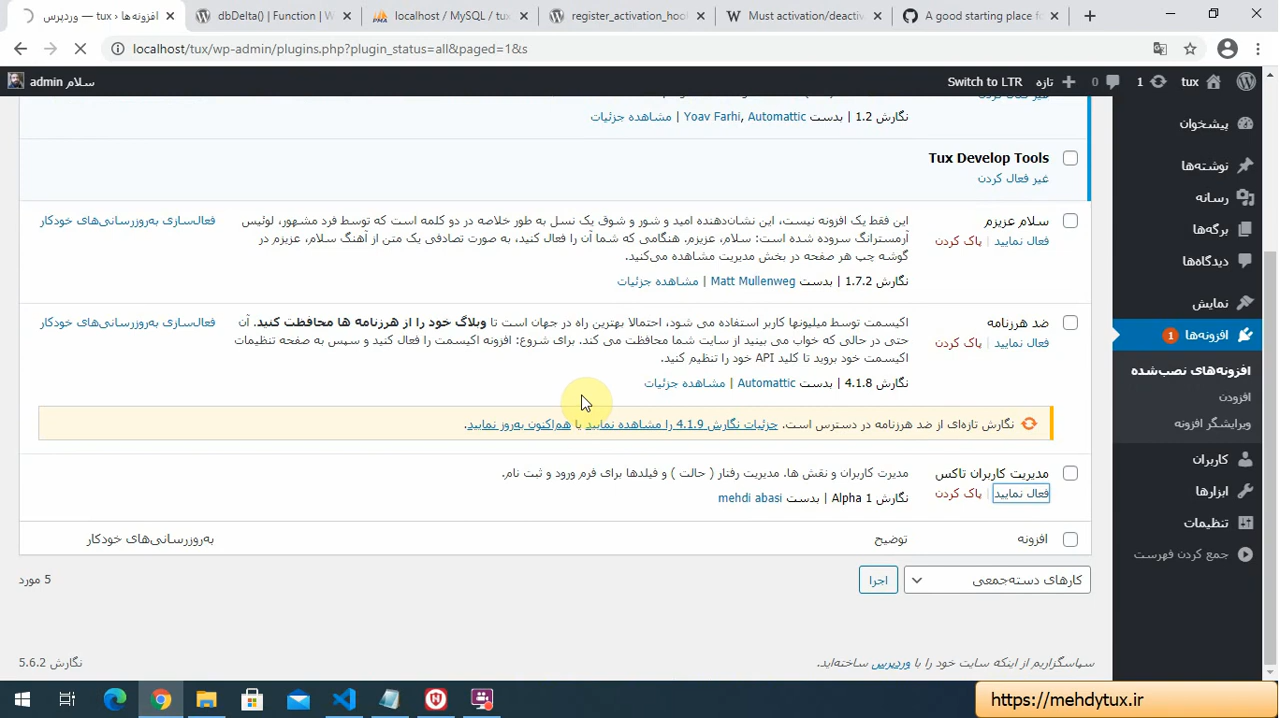 افزونه‌ها ‹ tux — وردپرس
dbDelta() | Function | W
localhost / MySQL / tux
register_activation_hool
Must activation/deactiv
A good starting place fo
localhost/tux/wp-admin/plugins.php?plugin_status=all&paged=1&s
tux
1
0
تازه
Switch to LTR
سلام admin
پیشخوان
نوشته‌ها
رسانه
برگه‌ها
دیدگاه‌ها
نمایش
افزونه‌ها 1
افزونه‌های نصب‌شده
افزودن
ویرایشگر افزونه
کاربران
ابزارها
تنظیمات
جمع کردن فهرست
غیر فعال کردن
نگارش 1.2 | بدست Yoav Farhi, Automattic | مشاهده جزئیات
Tux Develop Tools
غیر فعال کردن
سلام عزیزم
فعال نمایید | پاک کردن
این فقط یک افزونه نیست، این نشان‌دهنده امید و شور و شوق یک نسل به طور خلاصه در دو کلمه است که توسط فرد مشهور، لوئیس
آرمسترانگ سروده شده است: سلام، عزیزم. هنگامی که شما آن را فعال کنید، به صورت تصادفی یک متن از آهنگ سلام، عزیزم در
گوشه چپ هر صفحه در بخش مدیریت مشاهده می‌کنید.
نگارش 1.7.2 | بدست Matt Mullenweg | مشاهده جزئیات
فعال‌سازی به‌روزرسانی‌های خودکار
ضد هرزنامه
فعال نمایید | پاک کردن
اکیسمت توسط میلیونها کاربر استفاده می شود، احتمالا بهترین راه در جهان است تا وبلاگ خود را از هرزنامه ها محافظت کنید. آن
حتی در حالی که خواب می بینید از سایت شما محافظت می کند. برای شروع: افزونه اکیسمت را فعال کنید و سپس به صفحه تنظیمات
اکیسمت خود بروید تا کلید API خود را تنظیم کنید.
نگارش 4.1.8 | بدست Automattic | مشاهده جزئیات
فعال‌سازی به‌روزرسانی‌های خودکار
نگارش تازه‌ای از ضد هرزنامه در دسترس است. جزئیات نگارش 4.1.9 را مشاهده نمایید یا هم‌اکنون به‌روز نمایید.
مدیریت کاربران تاکس
فعال نمایید | پاک کردن
مدیرت کاربران و نقش ها. مدیریت رفتار ( حالت ) و فیلدها برای فرم ورود و ثبت نام.
نگارش Alpha 1 | بدست mehdi abasi
افزونه
توضیح
به‌روزرسانی‌های خودکار
کارهای دسته‌جمعی
اجرا
5 مورد
سپاسگزاریم از اینکه سایت خود را با وردپرس ساخته‌اید.
نگارش 5.6.2
https://mehdytux.ir